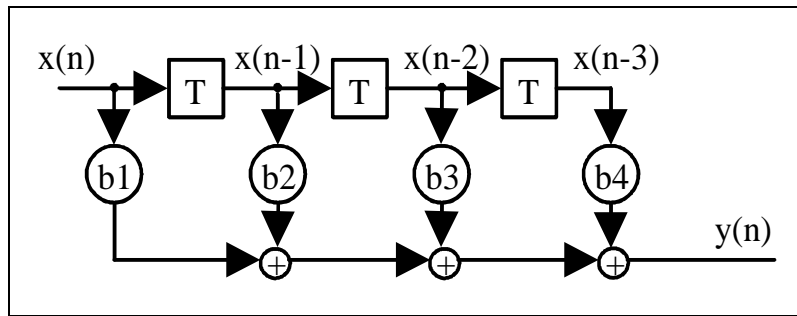 x(n) x(n-1) x(n-2) x(n-3)
T T T
b1 b2 b3 b4
y(n)
+ + +